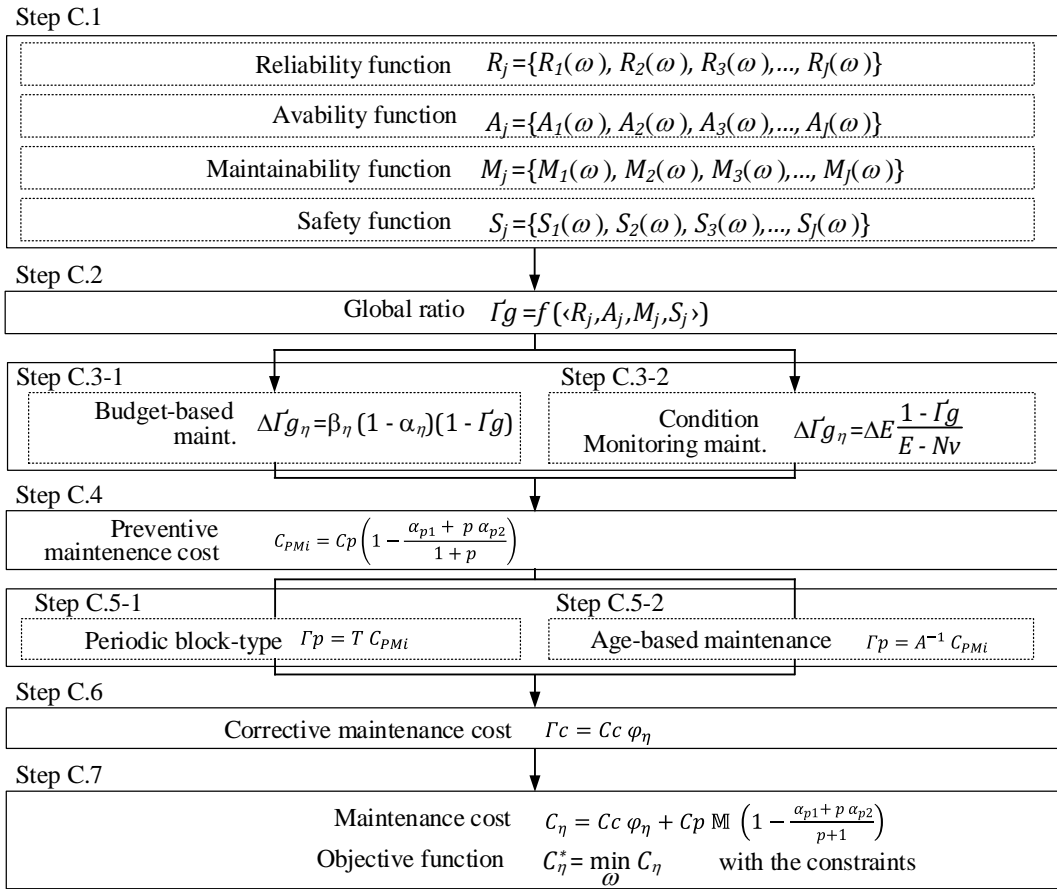 Step C.1
Reliability function R_j={R_1(ω), R_2(ω), R_3(ω),..., R_J(ω)}
Avability function A_j={A_1(ω), A_2(ω), A_3(ω),..., A_J(ω)}
Maintainability function M_j={M_1(ω), M_2(ω), M_3(ω),..., M_J(ω)}
Safety function S_j={S_1(ω), S_2(ω), S_3(ω),..., S_J(ω)}
Step C.2
Global ratio Γg=f(‹R_j,A_j,M_j,S_j›)
Step C.3-1
Budget-based
maint. ΔΓg_η=β_η(1 - α_η)(1 - Γg)
Step C.3-2
Condition
Monitoring maint. ΔΓg_η=ΔE (1 - Γg)/(E - Nv)
Step C.4
Preventive
maintenence cost C_PMi = Cp (1 − (α_p1 + p α_p2)/(1 + p))
Step C.5-1
Periodic block-type Γp = T C_PMi
Step C.5-2
Age-based maintenance Γp = A^−1 C_PMi
Step C.6
Corrective maintenance cost Γc = Cc φ_η
Step C.7
Maintenance cost C_η = Cc φ_η + Cp 𝕄 (1 − (α_p1 + p α_p2)/(p+1))
Objective function C*_η = min_ω C_η with the constraints